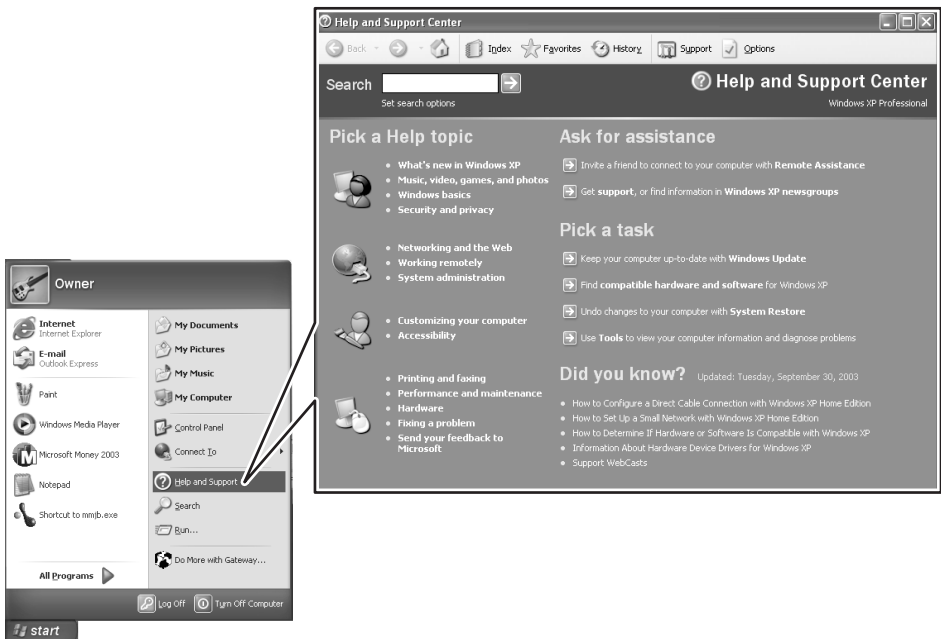 Help and Support Center
Back
Index
Favorites
History
Support
Options
Search
Set search options
Help and Support Center
Windows XP Professional
Pick a Help topic
What's new in Windows XP
Music, video, games, and photos
Windows basics
Security and privacy
Networking and the Web
Working remotely
System administration
Customizing your computer
Accessibility
Printing and faxing
Performance and maintenance
Hardware
Fixing a problem
Send your feedback to
Microsoft
Ask for assistance
Invite a friend to connect to your computer with Remote Assistance
Get support, or find information in Windows XP newsgroups
Pick a task
Keep your computer up-to-date with Windows Update
Find compatible hardware and software for Windows XP
Undo changes to your computer with System Restore
Use Tools to view your computer information and diagnose problems
Did you know? Updated: Tuesday, September 30, 2003
How to Configure a Direct Cable Connection with Windows XP Home Edition
How to Set Up a Small Network with Windows XP Home Edition
How to Determine If Hardware or Software Is Compatible with Windows XP
Information About Hardware Device Drivers for Windows XP
Support WebCasts
Owner
Internet
Internet Explorer
E-mail
Outlook Express
Paint
Windows Media Player
Microsoft Money 2003
Notepad
Shortcut to mmjb.exe
All Programs
My Documents
My Pictures
My Music
My Computer
Control Panel
Connect To
Help and Support
Search
Run...
Do More with Gateway...
Log Off
Turn Off Computer
start